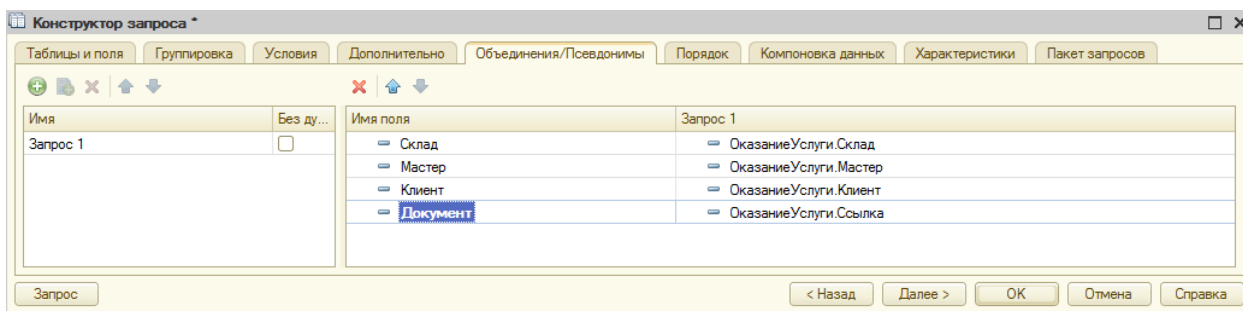 Конструктор запроса *
Таблицы и поля Группировка Условия Дополнительно Объединения/Псевдонимы Порядок Компоновка данных Характеристики Пакет запросов
Имя Без ду... Имя поля Запрос 1
Запрос 1 Склад ОказаниеУслуги.Склад
Мастер ОказаниеУслуги.Мастер
Клиент ОказаниеУслуги.Клиент
Документ ОказаниеУслуги.Ссылка
Запрос < Назад Далее > OK Отмена Справка